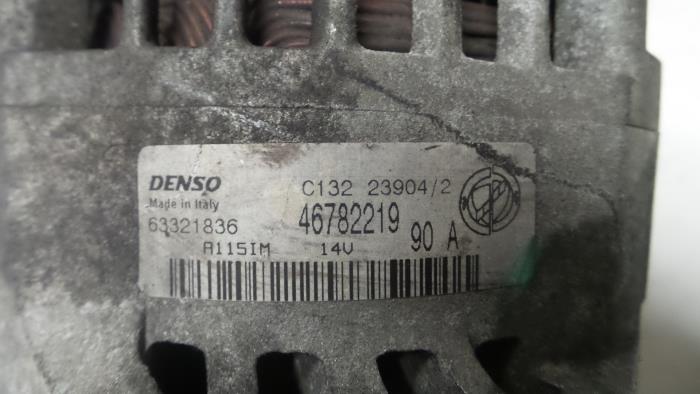 DENSO C132 23904/2
Made in Italy
63321836 46782219 90 A
A115IM 14V